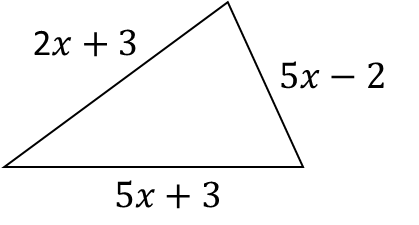 2x + 3
5x − 2
5x + 3